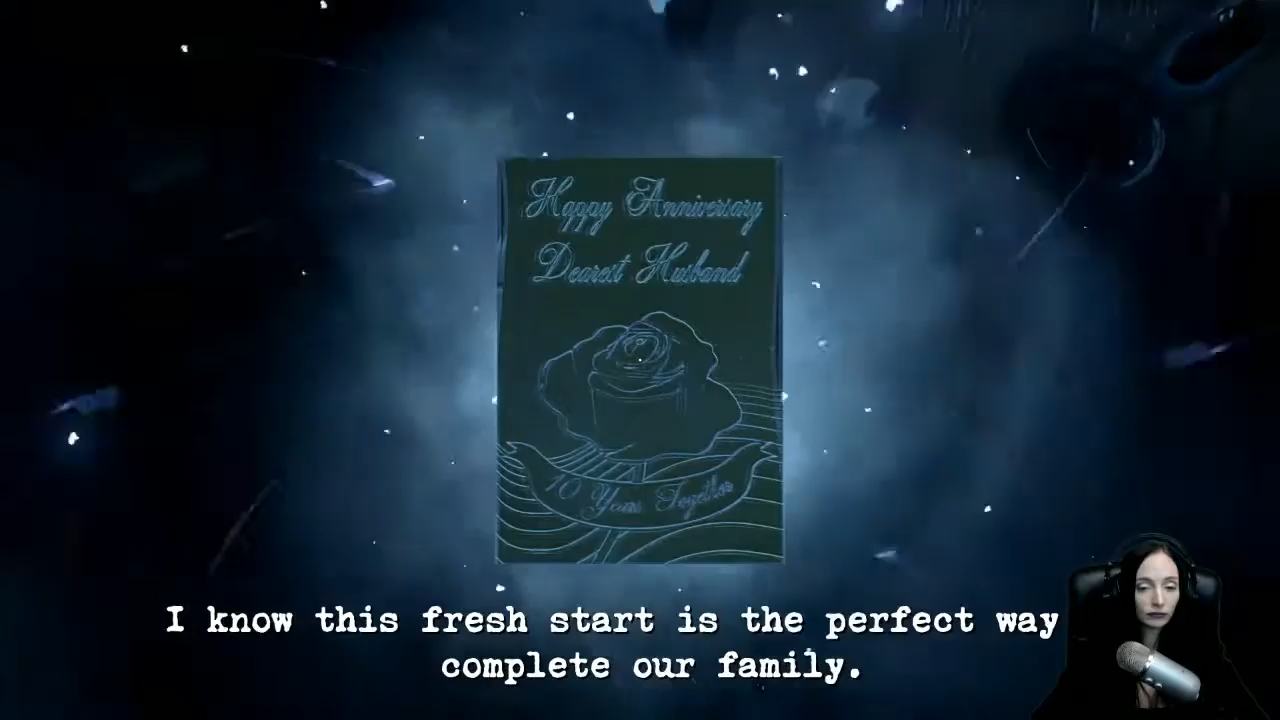 Happy Anniversary
Dearest Husband
10 Years Together
I know this fresh start is the perfect way
complete our family.